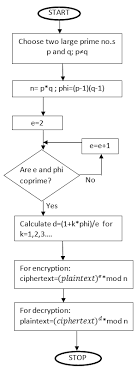 START
Choose two large prime no.s
p and q; p≠q
n= p*q ; phi=(p-1)(q-1)
e=2
e=e+1
Are e and phi
coprime?
No
Yes
Calculate d=(1+k*phi)/e for
k=1,2,3....
For encryption:
ciphertext=(plaintext)ᵉ*mod n
For decryption:
plaintext=(ciphertext)ᵈ*mod n
STOP